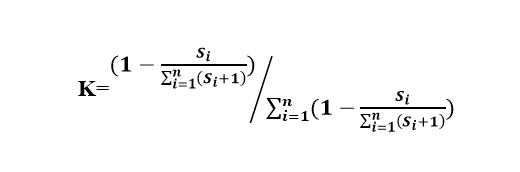 K=(1 − s_i / ∑_{i=1}^{n}(s_i+1)) / ∑_{i=1}^{n}(1 − s_i / ∑_{i=1}^{n}(s_i+1))